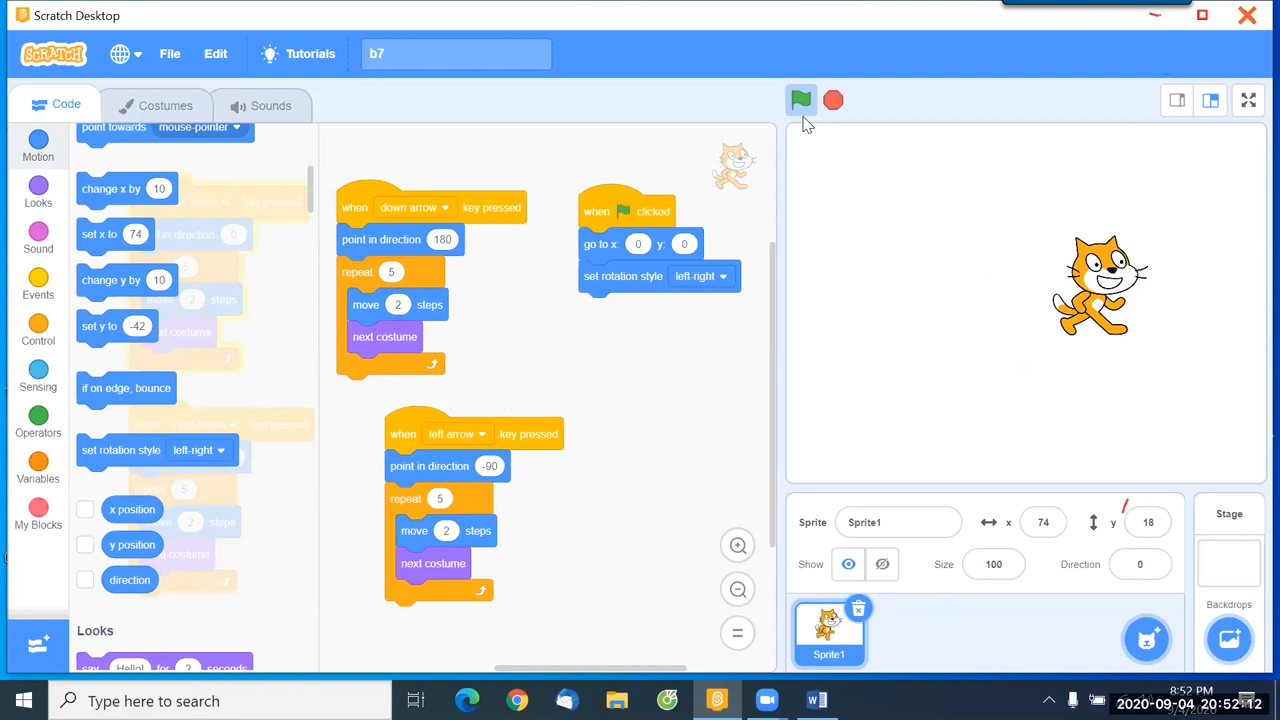 Scratch Desktop
SCRATCH File Edit Tutorials b7
Code Costumes Sounds
Motion
Looks
Sound
Events
Control
Sensing
Operators
Variables
My Blocks
point towards mouse-pointer
change x by 10
set x to 74
change y by 10
set y to -42
if on edge, bounce
set rotation style left-right
x position
y position
direction
Looks
say Hello! for 2 seconds
when down arrow key pressed
point in direction 180
repeat 5
move 2 steps
next costume
when left arrow key pressed
point in direction -90
repeat 5
move 2 steps
next costume
when clicked
go to x: 0 y: 0
set rotation style left-right
Sprite Sprite1 x 74 y 18
Show Size 100 Direction 0
Sprite1
Stage
Backdrops
Type here to search
8:52 PM
2020-09-04 20:52:12